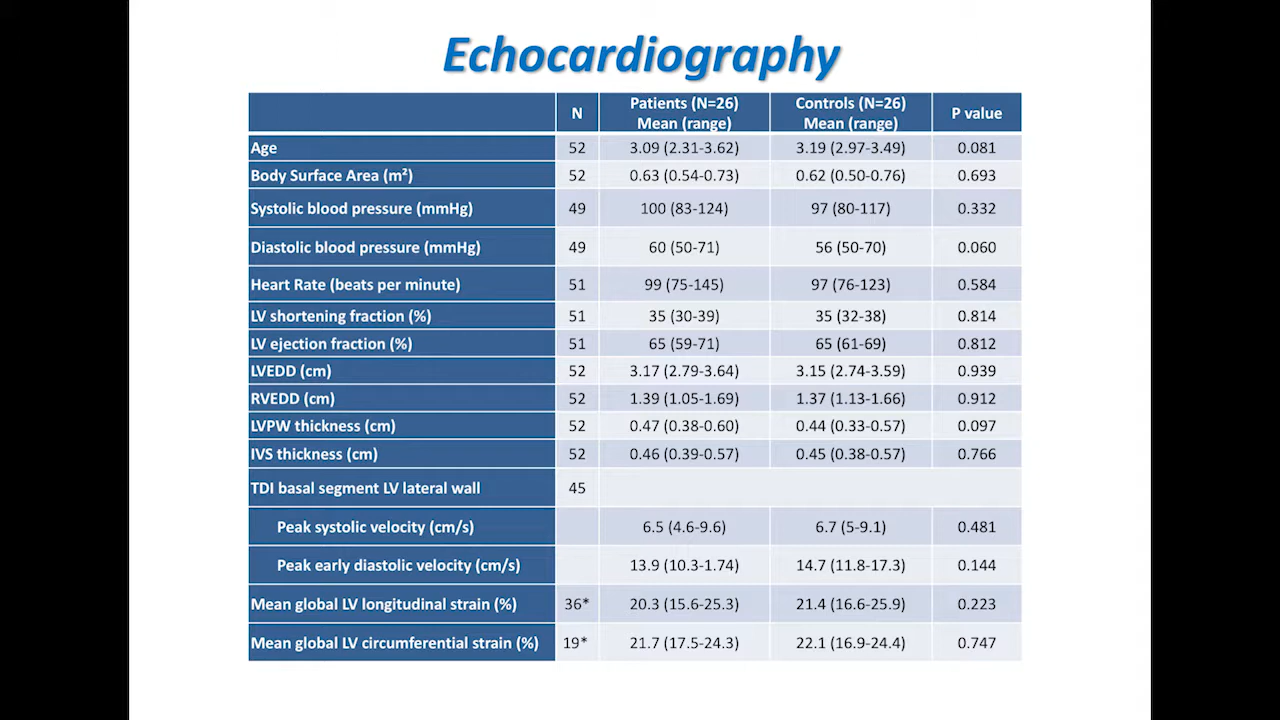 Echocardiography
N Patients (N=26) Mean (range) Controls (N=26) Mean (range) P value
Age 52 3.09 (2.31-3.62) 3.19 (2.97-3.49) 0.081
Body Surface Area (m²) 52 0.63 (0.54-0.73) 0.62 (0.50-0.76) 0.693
Systolic blood pressure (mmHg) 49 100 (83-124) 97 (80-117) 0.332
Diastolic blood pressure (mmHg) 49 60 (50-71) 56 (50-70) 0.060
Heart Rate (beats per minute) 51 99 (75-145) 97 (76-123) 0.584
LV shortening fraction (%) 51 35 (30-39) 35 (32-38) 0.814
LV ejection fraction (%) 51 65 (59-71) 65 (61-69) 0.812
LVEDD (cm) 52 3.17 (2.79-3.64) 3.15 (2.74-3.59) 0.939
RVEDD (cm) 52 1.39 (1.05-1.69) 1.37 (1.13-1.66) 0.912
LVPW thickness (cm) 52 0.47 (0.38-0.60) 0.44 (0.33-0.57) 0.097
IVS thickness (cm) 52 0.46 (0.39-0.57) 0.45 (0.38-0.57) 0.766
TDI basal segment LV lateral wall 45
Peak systolic velocity (cm/s) 6.5 (4.6-9.6) 6.7 (5-9.1) 0.481
Peak early diastolic velocity (cm/s) 13.9 (10.3-1.74) 14.7 (11.8-17.3) 0.144
Mean global LV longitudinal strain (%) 36* 20.3 (15.6-25.3) 21.4 (16.6-25.9) 0.223
Mean global LV circumferential strain (%) 19* 21.7 (17.5-24.3) 22.1 (16.9-24.4) 0.747